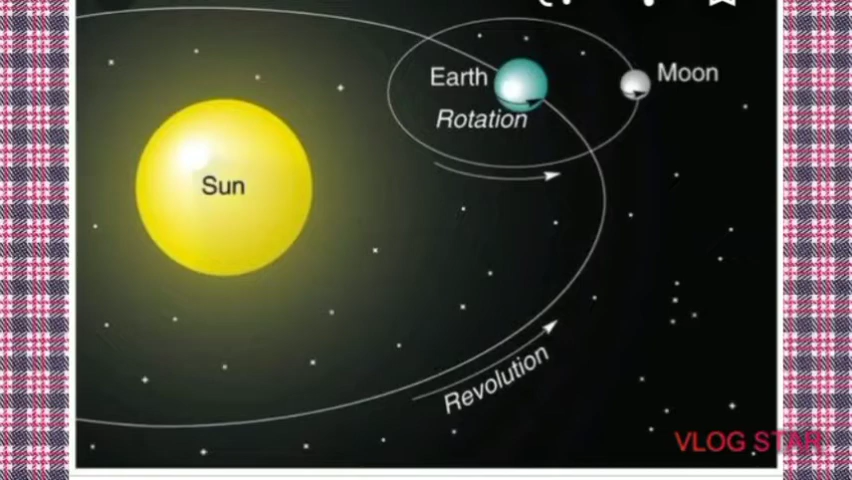 Earth
Moon
Rotation
Sun
Revolution
VLOG STAR